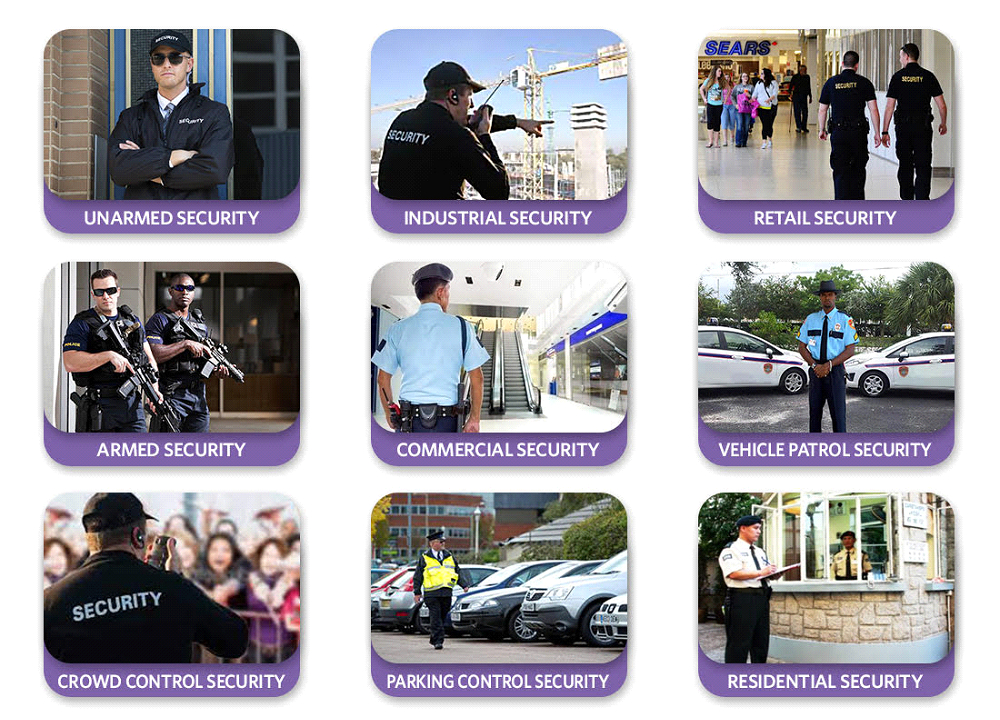 SECURITY
SECURITY
UNARMED SECURITY
SECURITY
INDUSTRIAL SECURITY
SEARS
SECURITY
SECURITY
RETAIL SECURITY
POLICE
ARMED SECURITY
COMMERCIAL SECURITY
VEHICLE PATROL SECURITY
SECURITY
CROWD CONTROL SECURITY
PARKING CONTROL SECURITY
RESIDENTIAL SECURITY